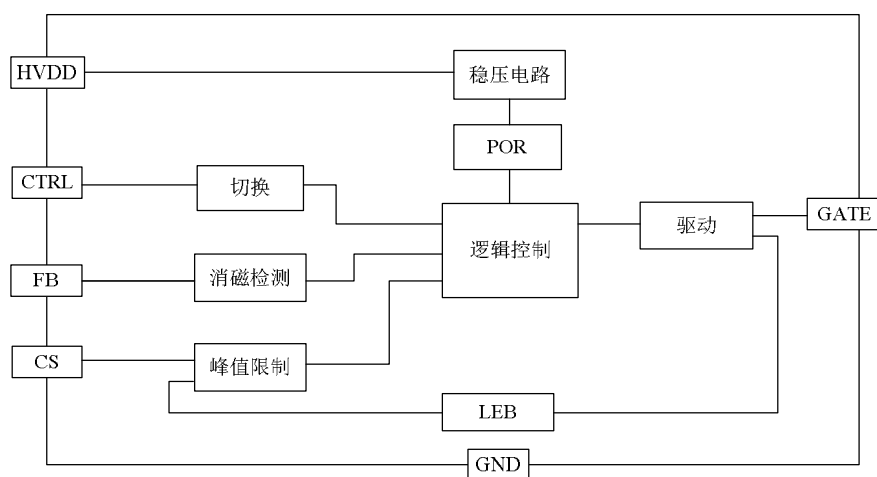 HVDD
稳压电路
POR
CTRL
切换
GATE
逻辑控制
驱动
FB
消磁检测
CS
峰值限制
LEB
GND